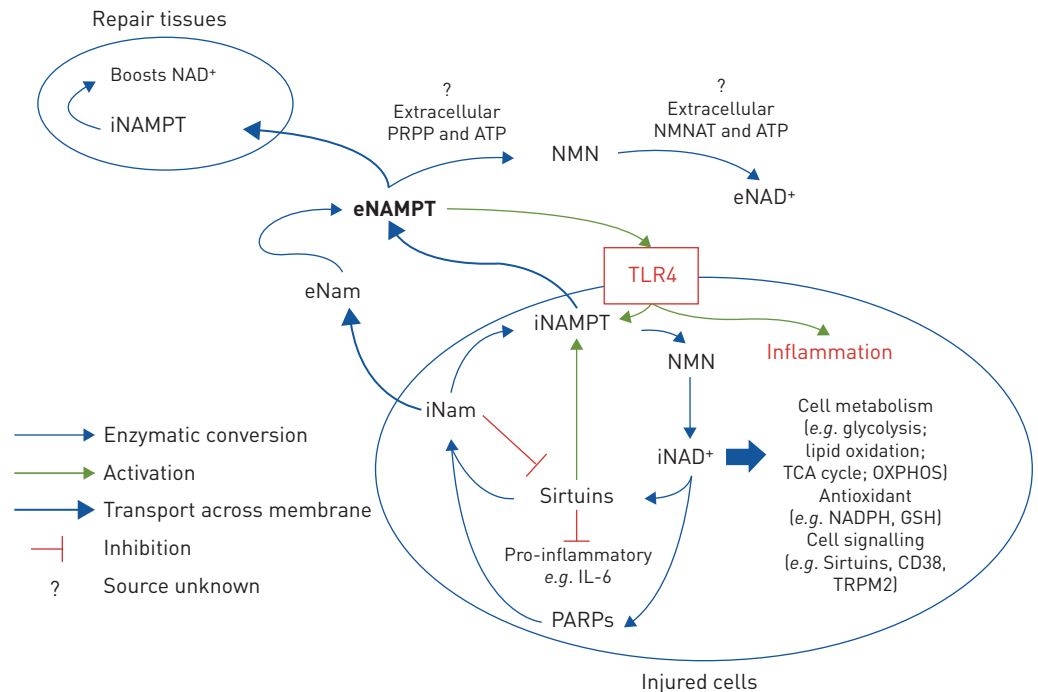 Repair tissues
Boosts NAD⁺
iNAMPT
?
Extracellular
PRPP and ATP
NMN
?
Extracellular
NMNAT and ATP
eNAD⁺
eNAMPT
eNam
TLR4
iNAMPT
NMN
Inflammation
iNam
iNAD⁺
Cell metabolism
(e.g. glycolysis;
lipid oxidation;
TCA cycle; OXPHOS)
Antioxidant
(e.g. NADPH, GSH)
Cell signalling
(e.g. Sirtuins, CD38,
TRPM2)
Sirtuins
Pro-inflammatory
e.g. IL-6
PARPs
Injured cells
Enzymatic conversion
Activation
Transport across membrane
Inhibition
? Source unknown